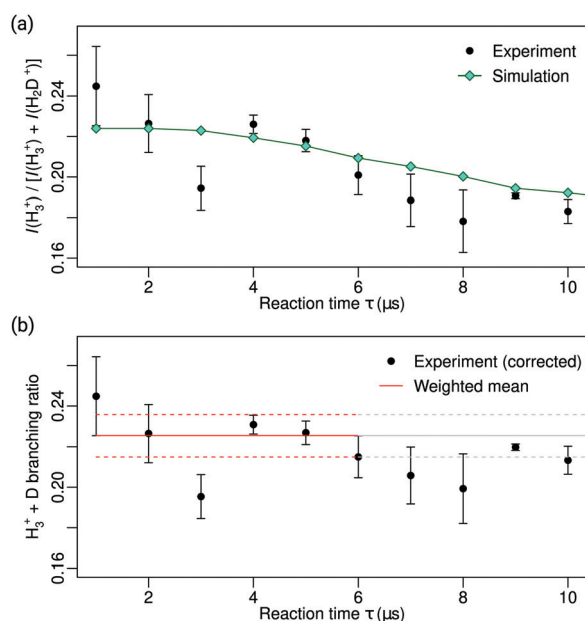 (a)
I(H₃⁺) / [I(H₃⁺) + I(H₂D⁺)]
0.16
0.20
0.24
Experiment
Simulation
2
4
6
8
10
Reaction time τ (μs)
(b)
H₃⁺ + D branching ratio
0.16
0.20
0.24
Experiment (corrected)
Weighted mean
2
4
6
8
10
Reaction time τ (μs)